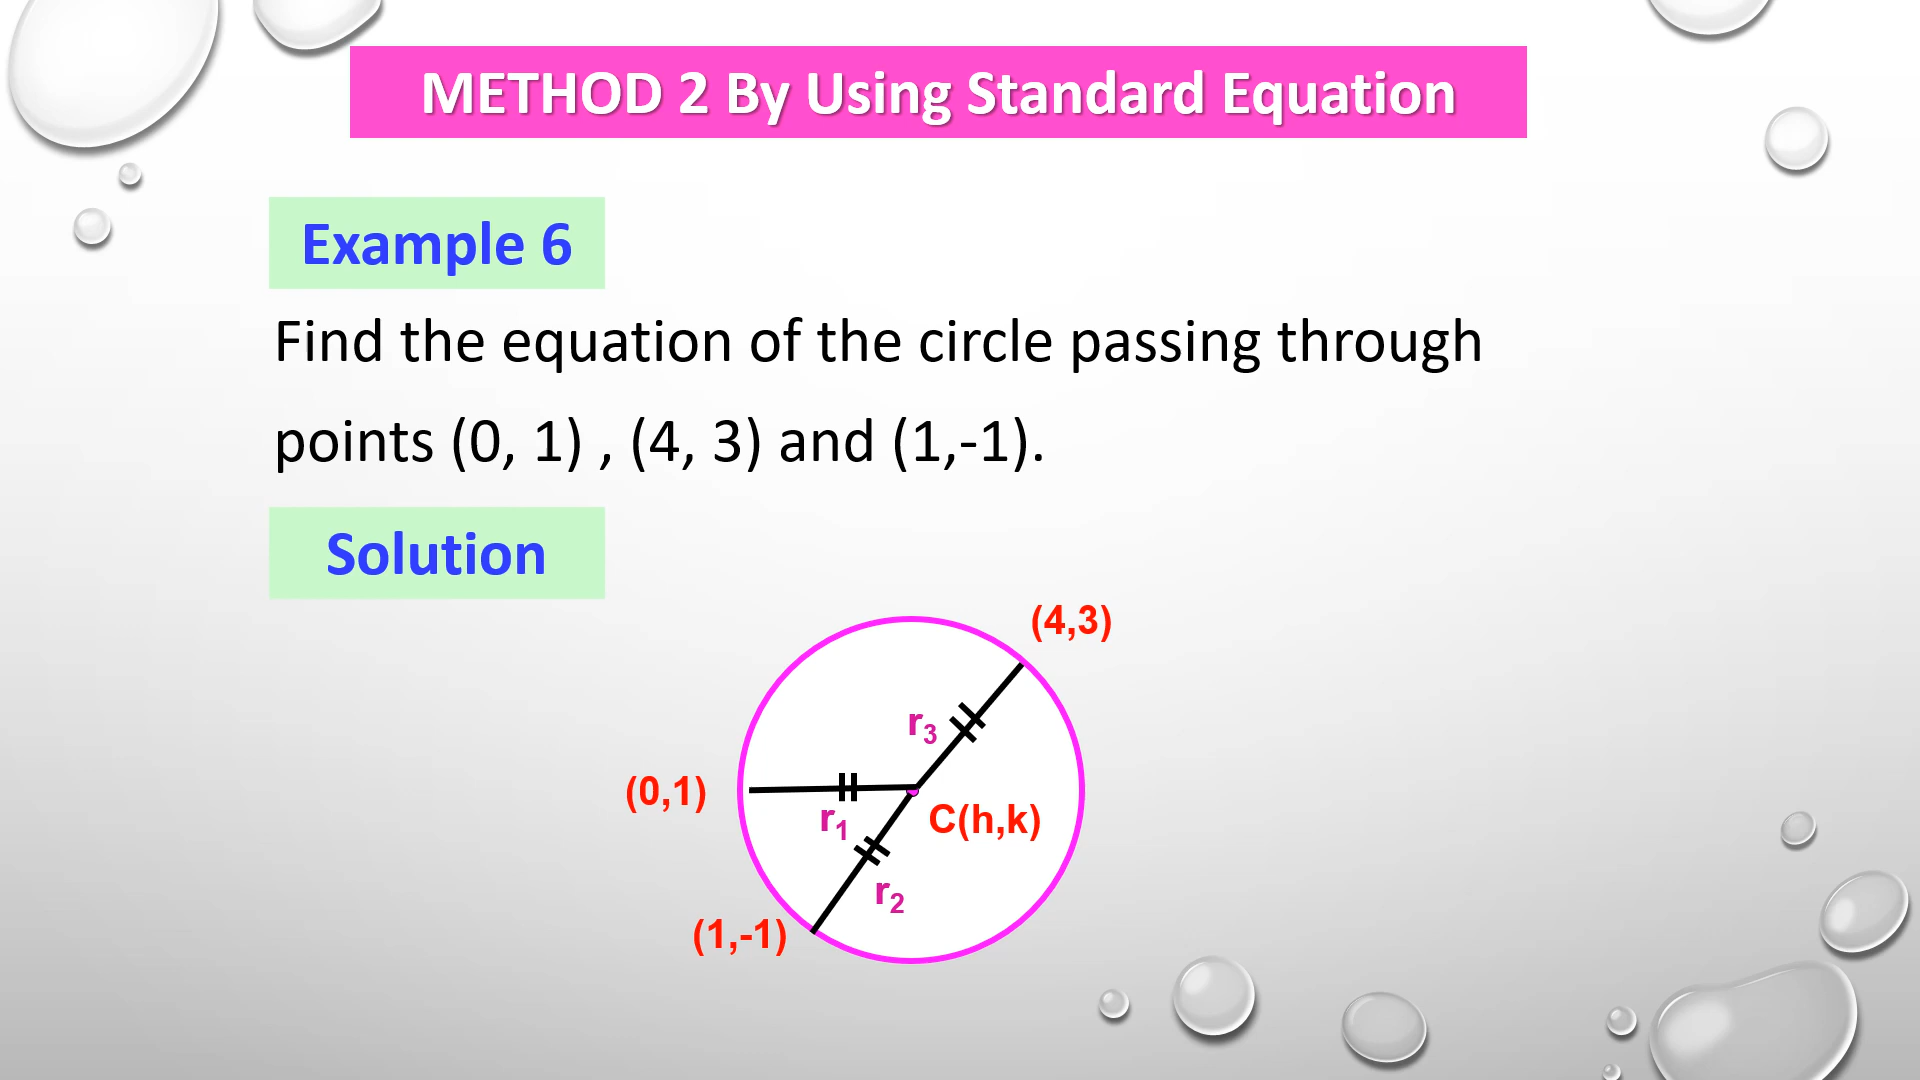 METHOD 2 By Using Standard Equation
Example 6
Find the equation of the circle passing through
points (0, 1) , (4, 3) and (1,-1).
Solution
(4,3)
r3
(0,1)
r1
C(h,k)
r2
(1,-1)